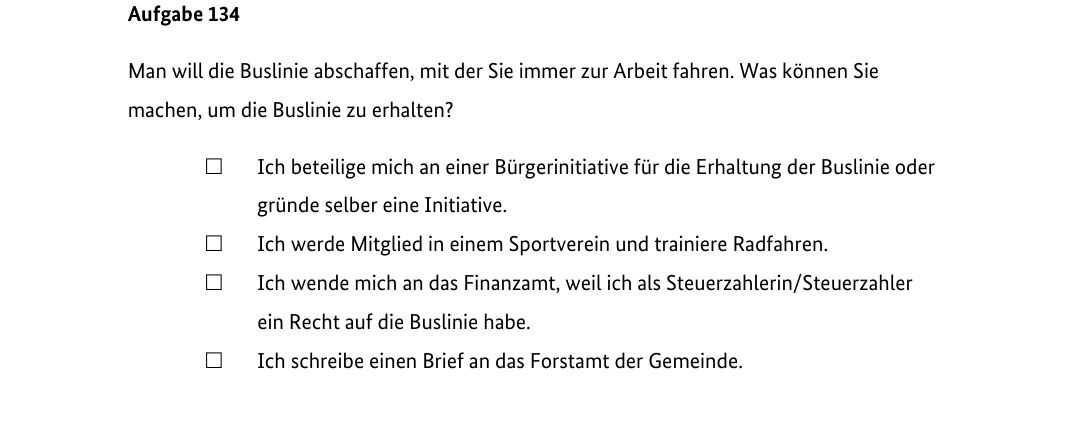 Aufgabe 134
Man will die Buslinie abschaffen, mit der Sie immer zur Arbeit fahren. Was können Sie
machen, um die Buslinie zu erhalten?
☐ Ich beteilige mich an einer Bürgerinitiative für die Erhaltung der Buslinie oder
gründe selber eine Initiative.
☐ Ich werde Mitglied in einem Sportverein und trainiere Radfahren.
☐ Ich wende mich an das Finanzamt, weil ich als Steuerzahlerin/Steuerzahler
ein Recht auf die Buslinie habe.
☐ Ich schreibe einen Brief an das Forstamt der Gemeinde.